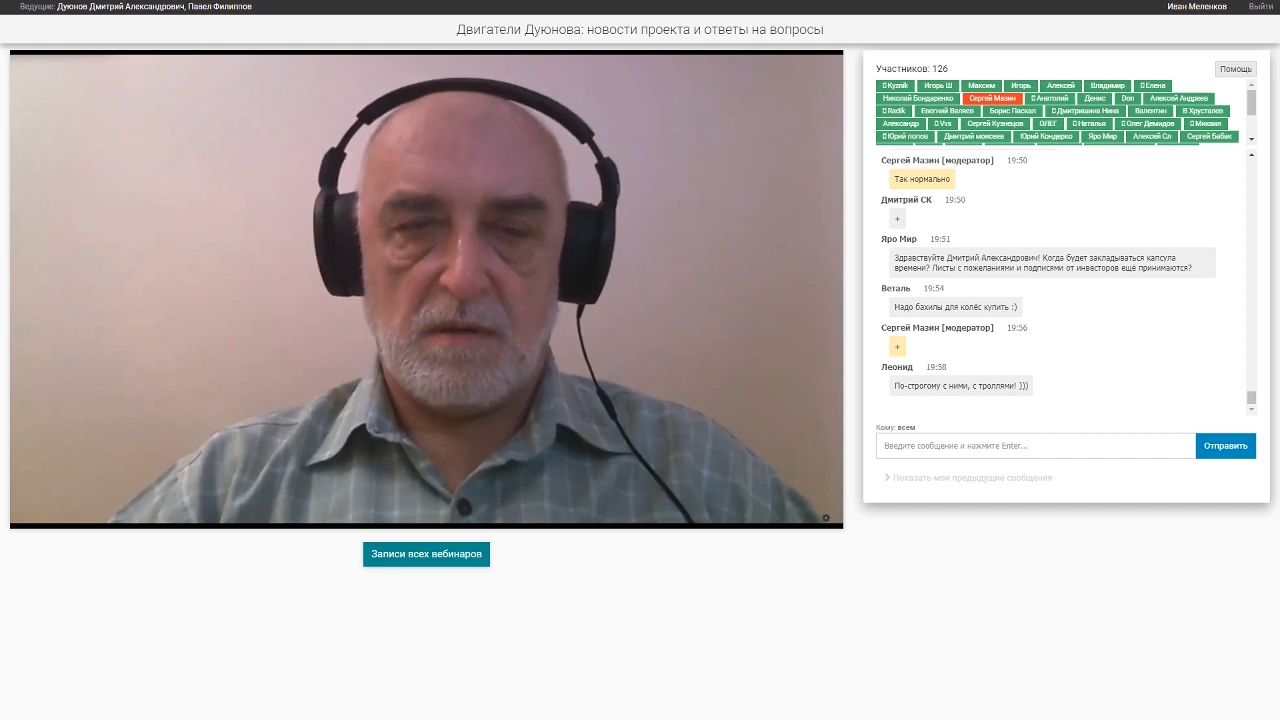 Ведущие: Дуюнов Дмитрий Александрович, Павел Филиппов
Иван Меленков Выйти
Двигатели Дуюнова: новости проекта и ответы на вопросы
Участников: 126
Помощь
Kyznik Игорь Ш Максим Игорь Алексей Владимир Елена
Николай Бондаренко Сергей Мазин Анатолий Денис Don Алексей Андреев
Radik Евгений Валяев Борис Паскал Дмитришина Нина Валентин В Хрусталев
Александр Vvs Сергей Кузнецов ОЛЕГ Наталья Олег Демидов Михаил
Юрий попов Дмитрий моисеев Юрий Кондерко Яро Мир Алексей Сл Сергей Бабак
Сергей Мазин [модератор] 19:50
Так нормально
Дмитрий СК 19:50
+
Яро Мир 19:51
Здравствуйте Дмитрий Александрович! Когда будет закладываться капсула
времени? Листы с пожеланиями и подписями от инвесторов ещё принимаются?
Веталь 19:54
Надо бахилы для колёс купить :)
Сергей Мазин [модератор] 19:56
+
Леонид 19:58
По-строгому с ними, с троллями! )))
Кому: всем
Введите сообщение и нажмите Enter...
Отправить
Показать мои предыдущие сообщения
Записи всех вебинаров